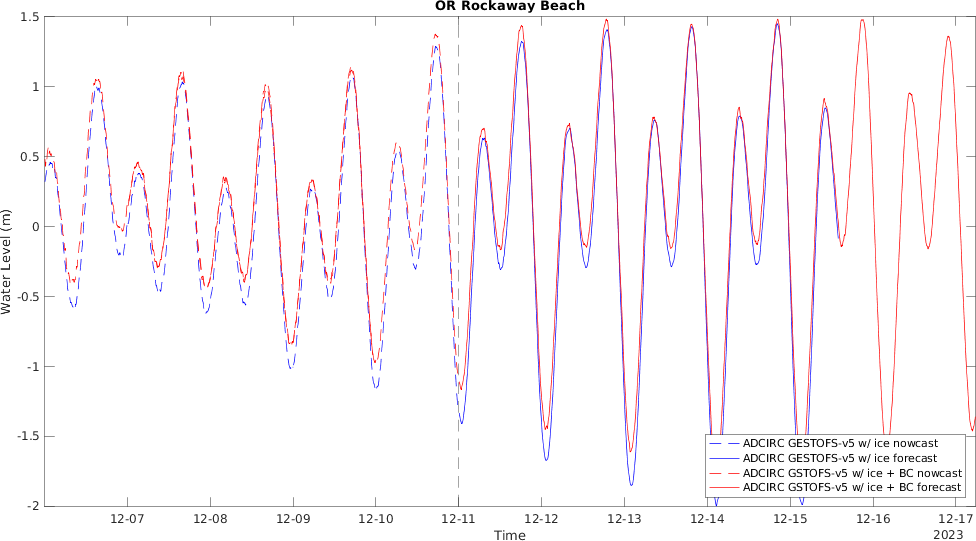 OR Rockaway Beach
1.5
1
0.5
0
-0.5
-1
-1.5
-2
Water Level (m)
12-07 12-08 12-09 12-10 12-11 12-12 12-13 12-14 12-15 12-16 12-17
Time
2023
ADCIRC GESTOFS-v5 w/ ice nowcast
ADCIRC GESTOFS-v5 w/ ice forecast
ADCIRC GSTOFS-v5 w/ ice + BC nowcast
ADCIRC GSTOFS-v5 w/ ice + BC forecast